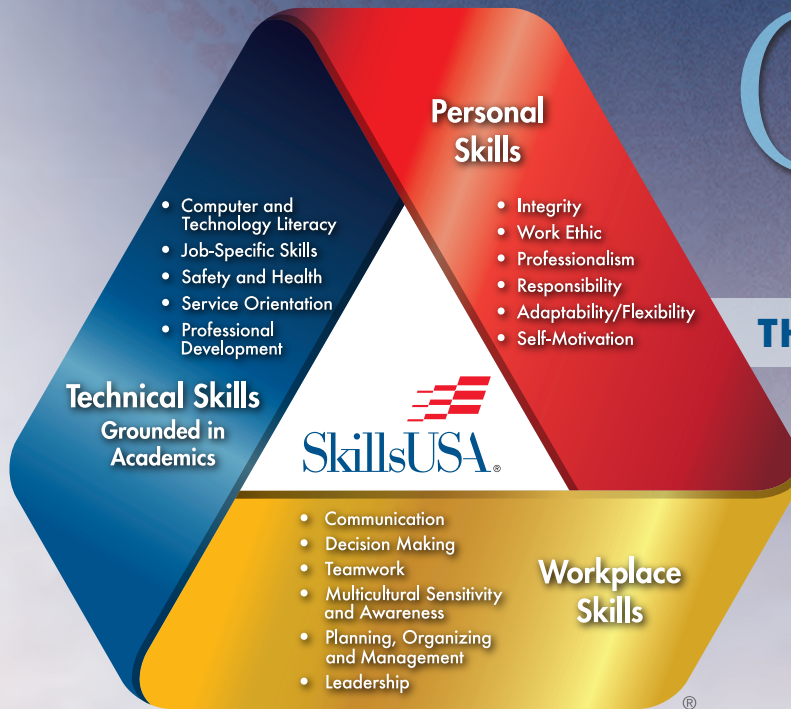 Personal
Skills
• Integrity
• Work Ethic
• Professionalism
• Responsibility
• Adaptability/Flexibility
• Self-Motivation
• Computer and
Technology Literacy
• Job-Specific Skills
• Safety and Health
• Service Orientation
• Professional
Development
Technical Skills
Grounded in
Academics
SkillsUSA®
• Communication
• Decision Making
• Teamwork
• Multicultural Sensitivity
and Awareness
• Planning, Organizing
and Management
• Leadership
Workplace
Skills
®